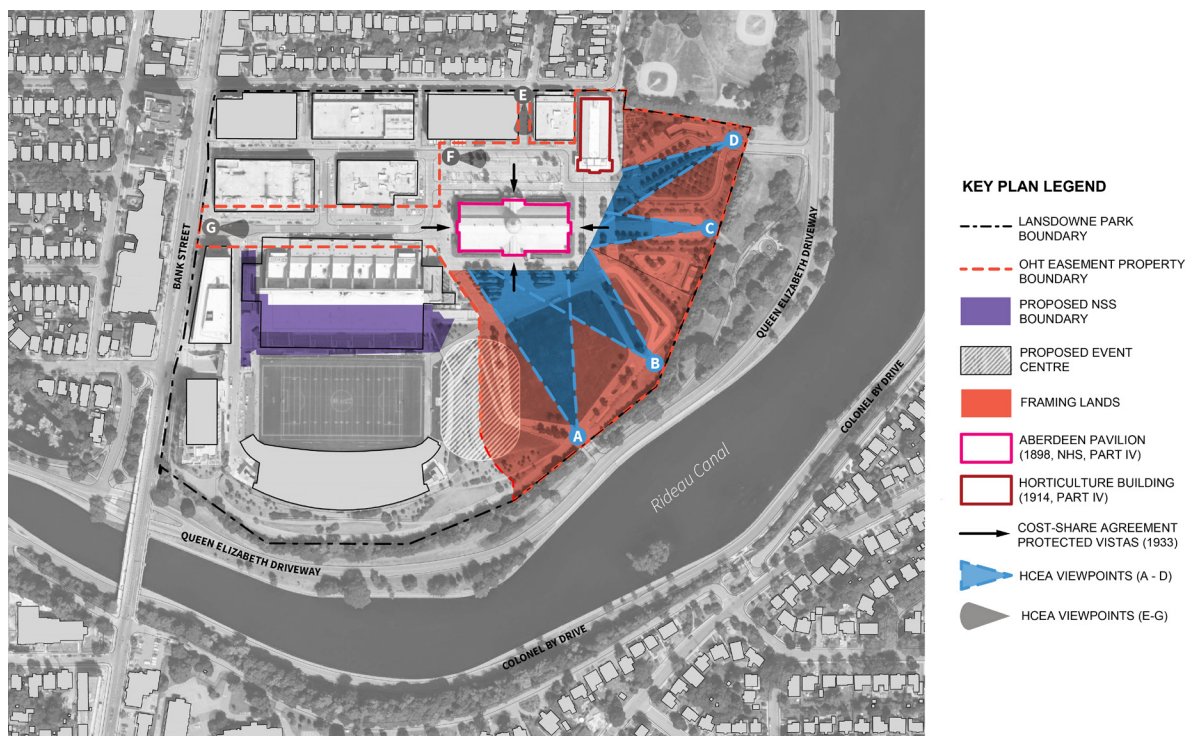 E
F
D
C
G
B
A
BANK STREET
QUEEN ELIZABETH DRIVEWAY
COLONEL BY DRIVE
Rideau Canal
QUEEN ELIZABETH DRIVEWAY
COLONEL BY DRIVE
KEY PLAN LEGEND
LANSDOWNE PARK
BOUNDARY
OHT EASEMENT PROPERTY
BOUNDARY
PROPOSED NSS
BOUNDARY
PROPOSED EVENT
CENTRE
FRAMING LANDS
ABERDEEN PAVILION
(1898, NHS, PART IV)
HORTICULTURE BUILDING
(1914, PART IV)
COST-SHARE AGREEMENT
PROTECTED VISTAS (1933)
HCEA VIEWPOINTS (A - D)
HCEA VIEWPOINTS (E-G)